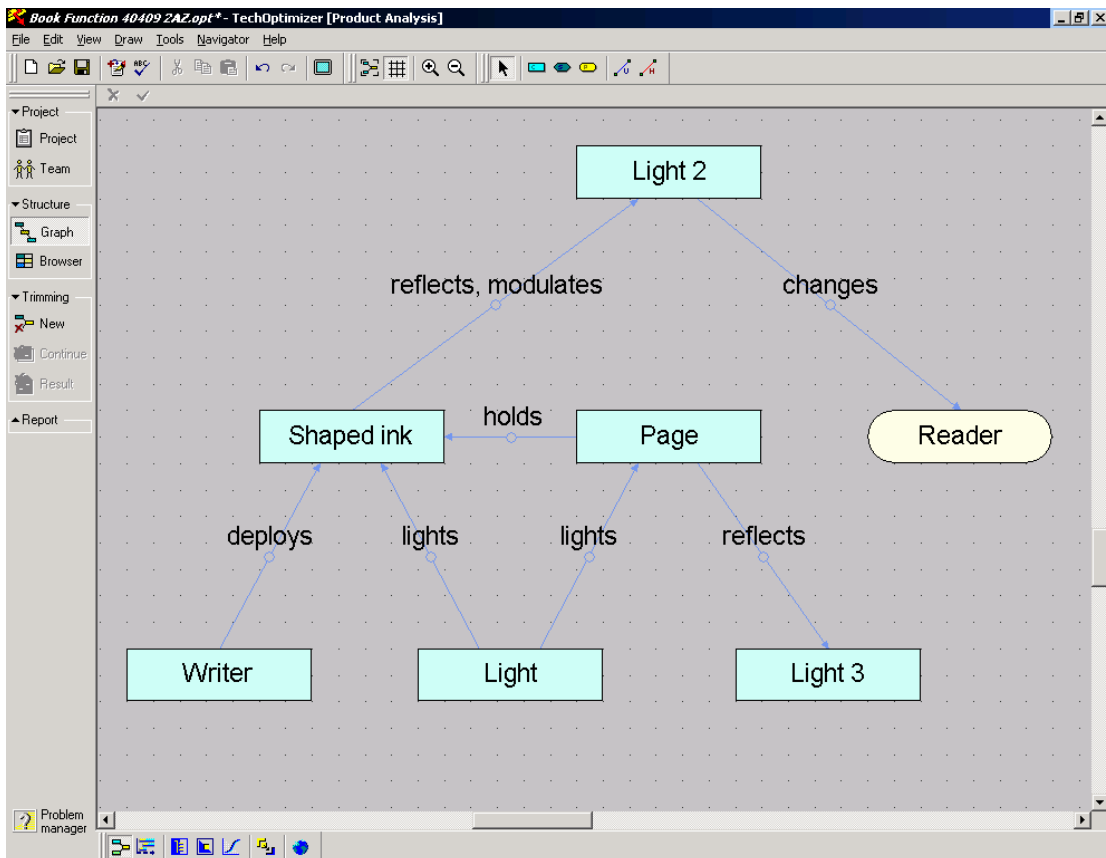 Book Function 40409 2AZ.opt* - TechOptimizer [Product Analysis]
File Edit View Draw Tools Navigator Help
ABC
C
P
U
H
Project
Project
Team
Structure
Graph
Browser
Trimming
New
Continue
Result
Report
Light 2
reflects, modulates
changes
Shaped ink
holds
Page
Reader
deploys
lights
lights
reflects
Writer
Light
Light 3
Problem
manager